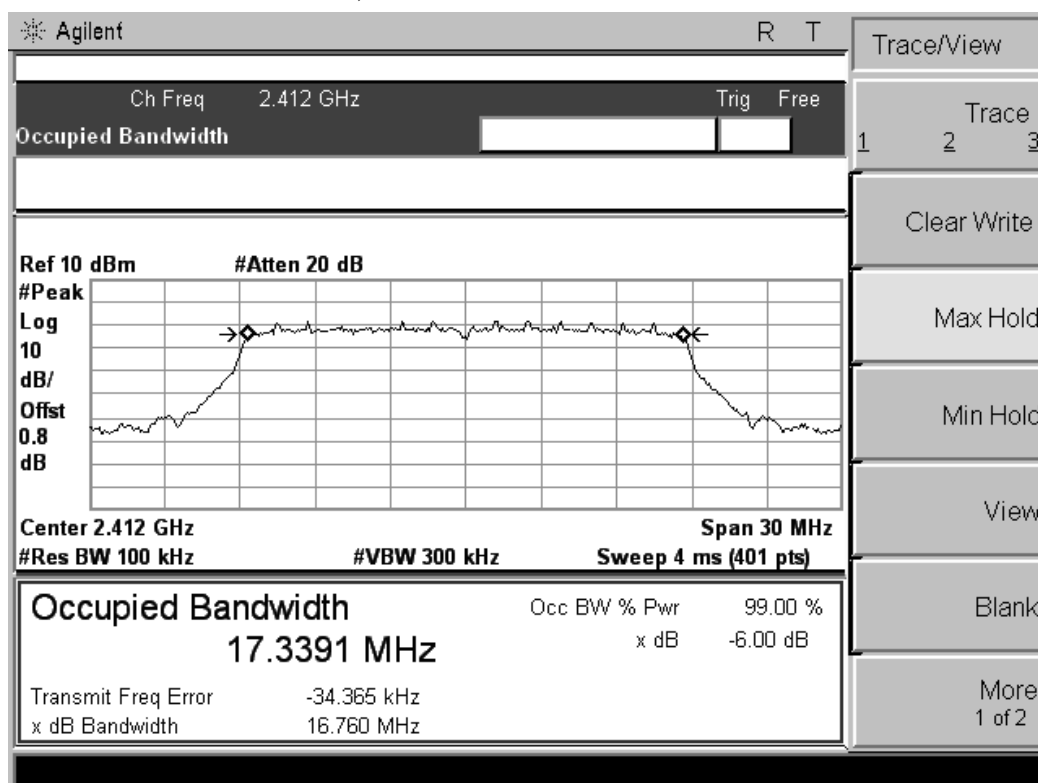 Agilent R T
Trace/View
Ch Freq 2.412 GHz Trig Free
Occupied Bandwidth
Trace
1 2 3
Clear Write
Max Hold
Min Hold
View
Blank
More
1 of 2
Ref 10 dBm #Atten 20 dB
#Peak
Log
10
dB/
Offst
0.8
dB
Center 2.412 GHz Span 30 MHz
#Res BW 100 kHz #VBW 300 kHz Sweep 4 ms (401 pts)
Occupied Bandwidth Occ BW % Pwr 99.00 %
17.3391 MHz x dB -6.00 dB
Transmit Freq Error -34.365 kHz
x dB Bandwidth 16.760 MHz